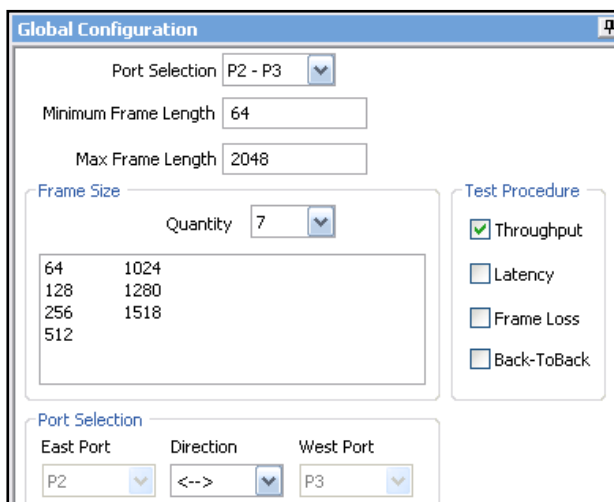 Global Configuration
Port Selection P2 - P3
Minimum Frame Length 64
Max Frame Length 2048
Frame Size
Quantity 7
64 1024
128 1280
256 1518
512
Test Procedure
Throughput
Latency
Frame Loss
Back-ToBack
Port Selection
East Port Direction West Port
P2 <--> P3